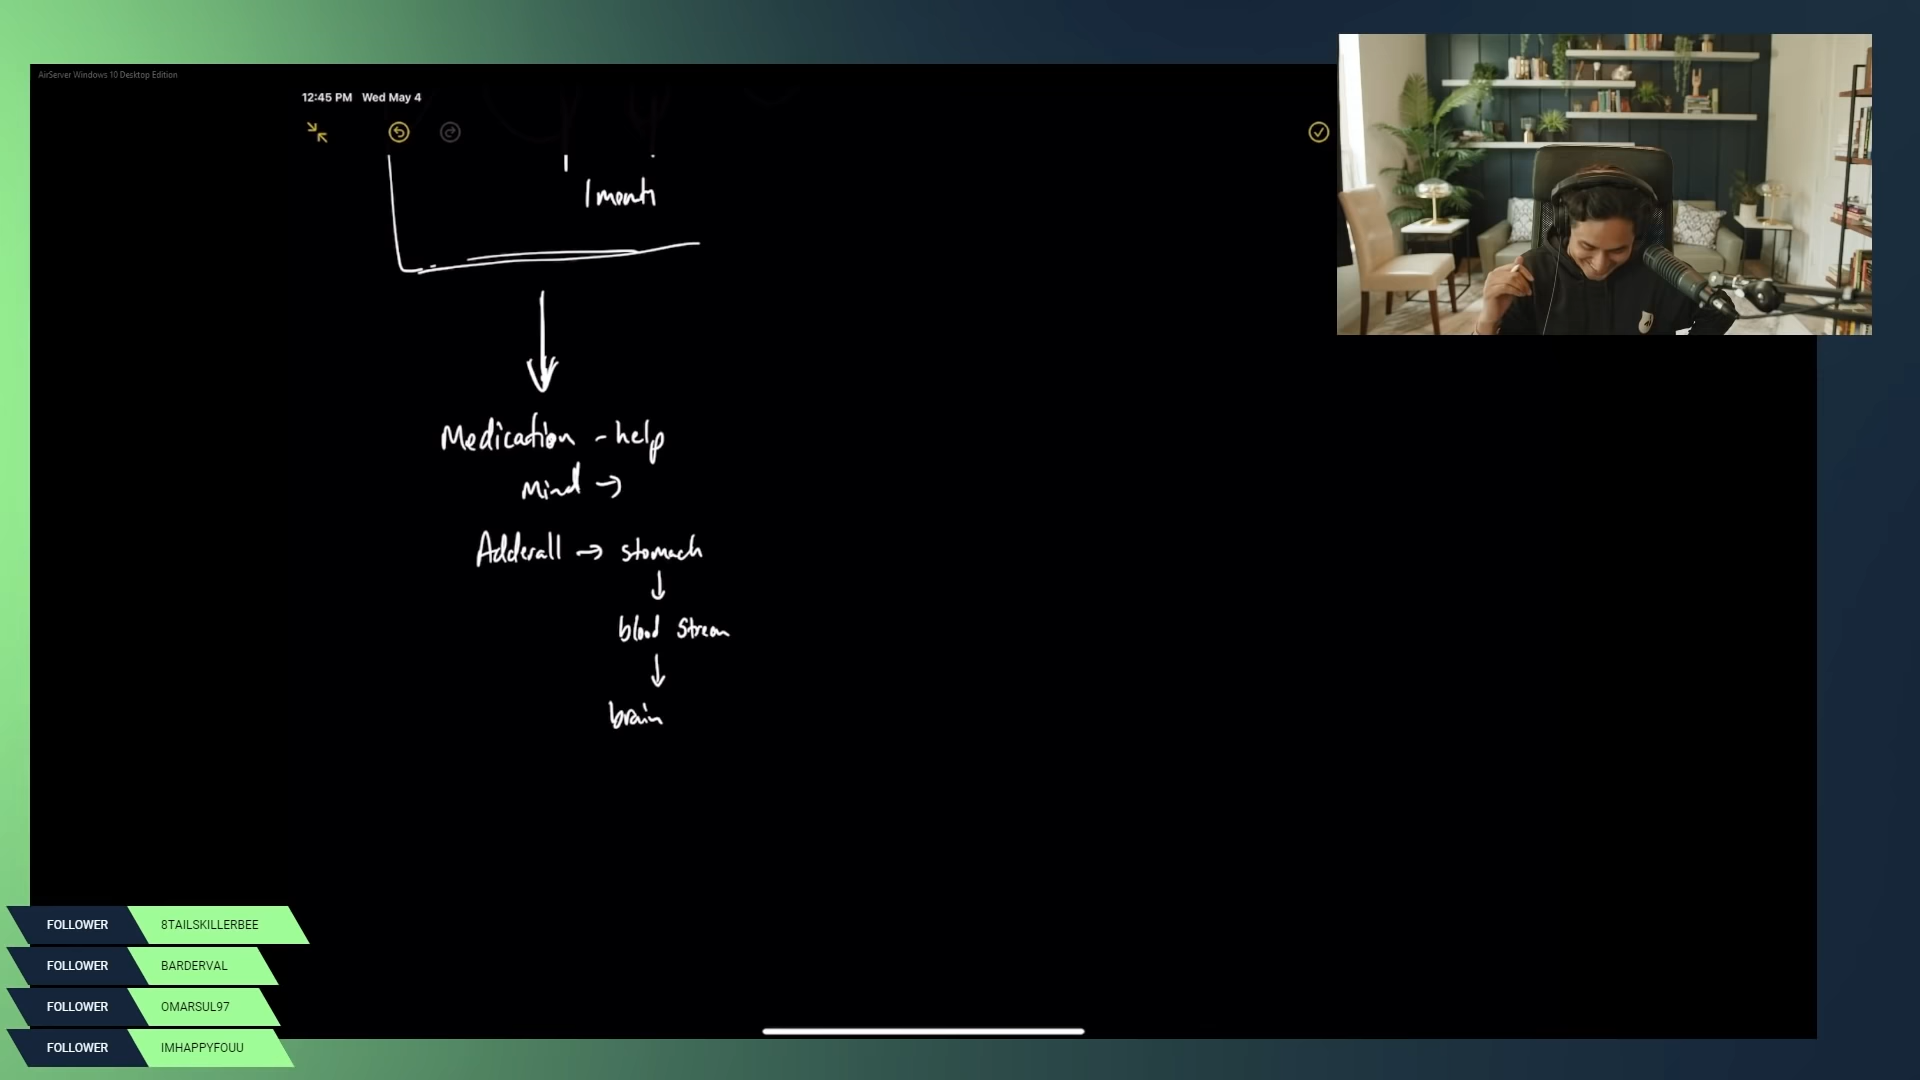 AirServer Windows 10 Desktop Edition
12:45 PM Wed May 4
1 month
Medication - help
Mind →
Adderall → stomach
↓
blood stream
↓
brain
FOLLOWER 8TAILSKILLERBEE
FOLLOWER BARDERVAL
FOLLOWER OMARSUL97
FOLLOWER IMHAPPYFOUU